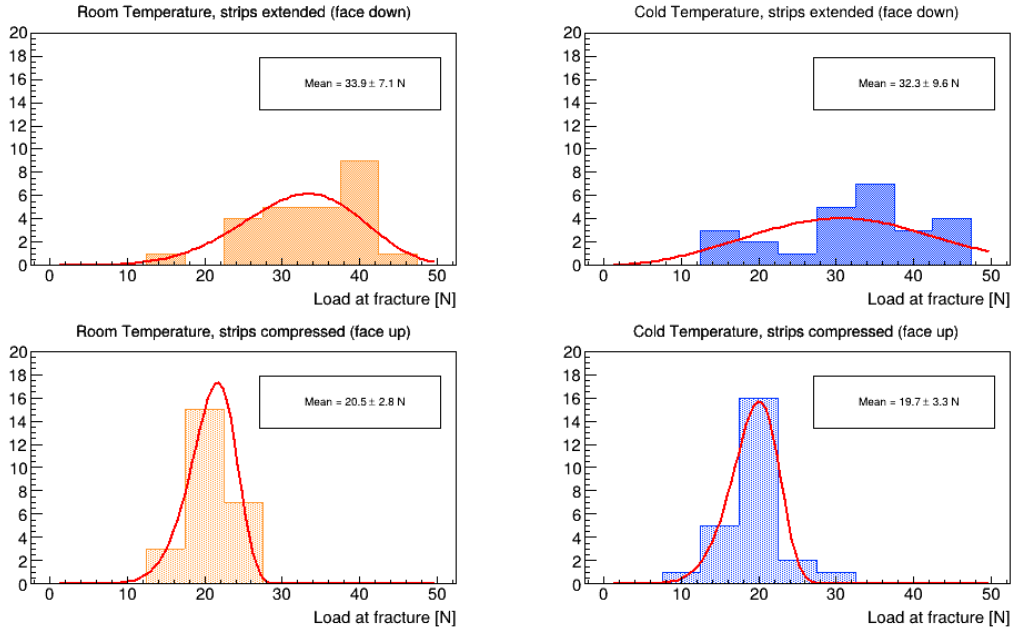 Room Temperature, strips extended (face down)
20
18
16
14
12
10
8
6
4
2
0
Mean = 33.9 ± 7.1 N
0 10 20 30 40 50
Load at fracture [N]
Cold Temperature, strips extended (face down)
20
18
16
14
12
10
8
6
4
2
0
Mean = 32.3 ± 9.6 N
0 10 20 30 40 50
Load at fracture [N]
Room Temperature, strips compressed (face up)
20
18
16
14
12
10
8
6
4
2
0
Mean = 20.5 ± 2.8 N
0 10 20 30 40 50
Load at fracture [N]
Cold Temperature, strips compressed (face up)
20
18
16
14
12
10
8
6
4
2
0
Mean = 19.7 ± 3.3 N
0 10 20 30 40 50
Load at fracture [N]